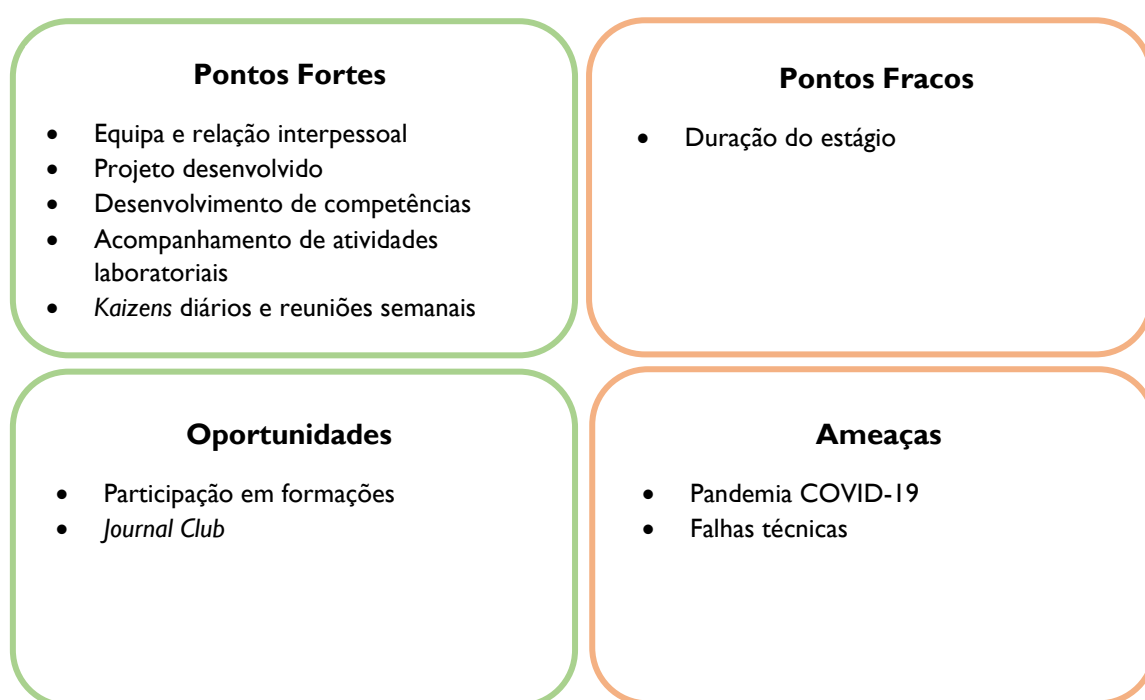 Pontos Fortes
• Equipa e relação interpessoal
• Projeto desenvolvido
• Desenvolvimento de competências
• Acompanhamento de atividades
laboratoriais
• Kaizens diários e reuniões semanais
Pontos Fracos
• Duração do estágio
Oportunidades
• Participação em formações
• Journal Club
Ameaças
• Pandemia COVID-19
• Falhas técnicas